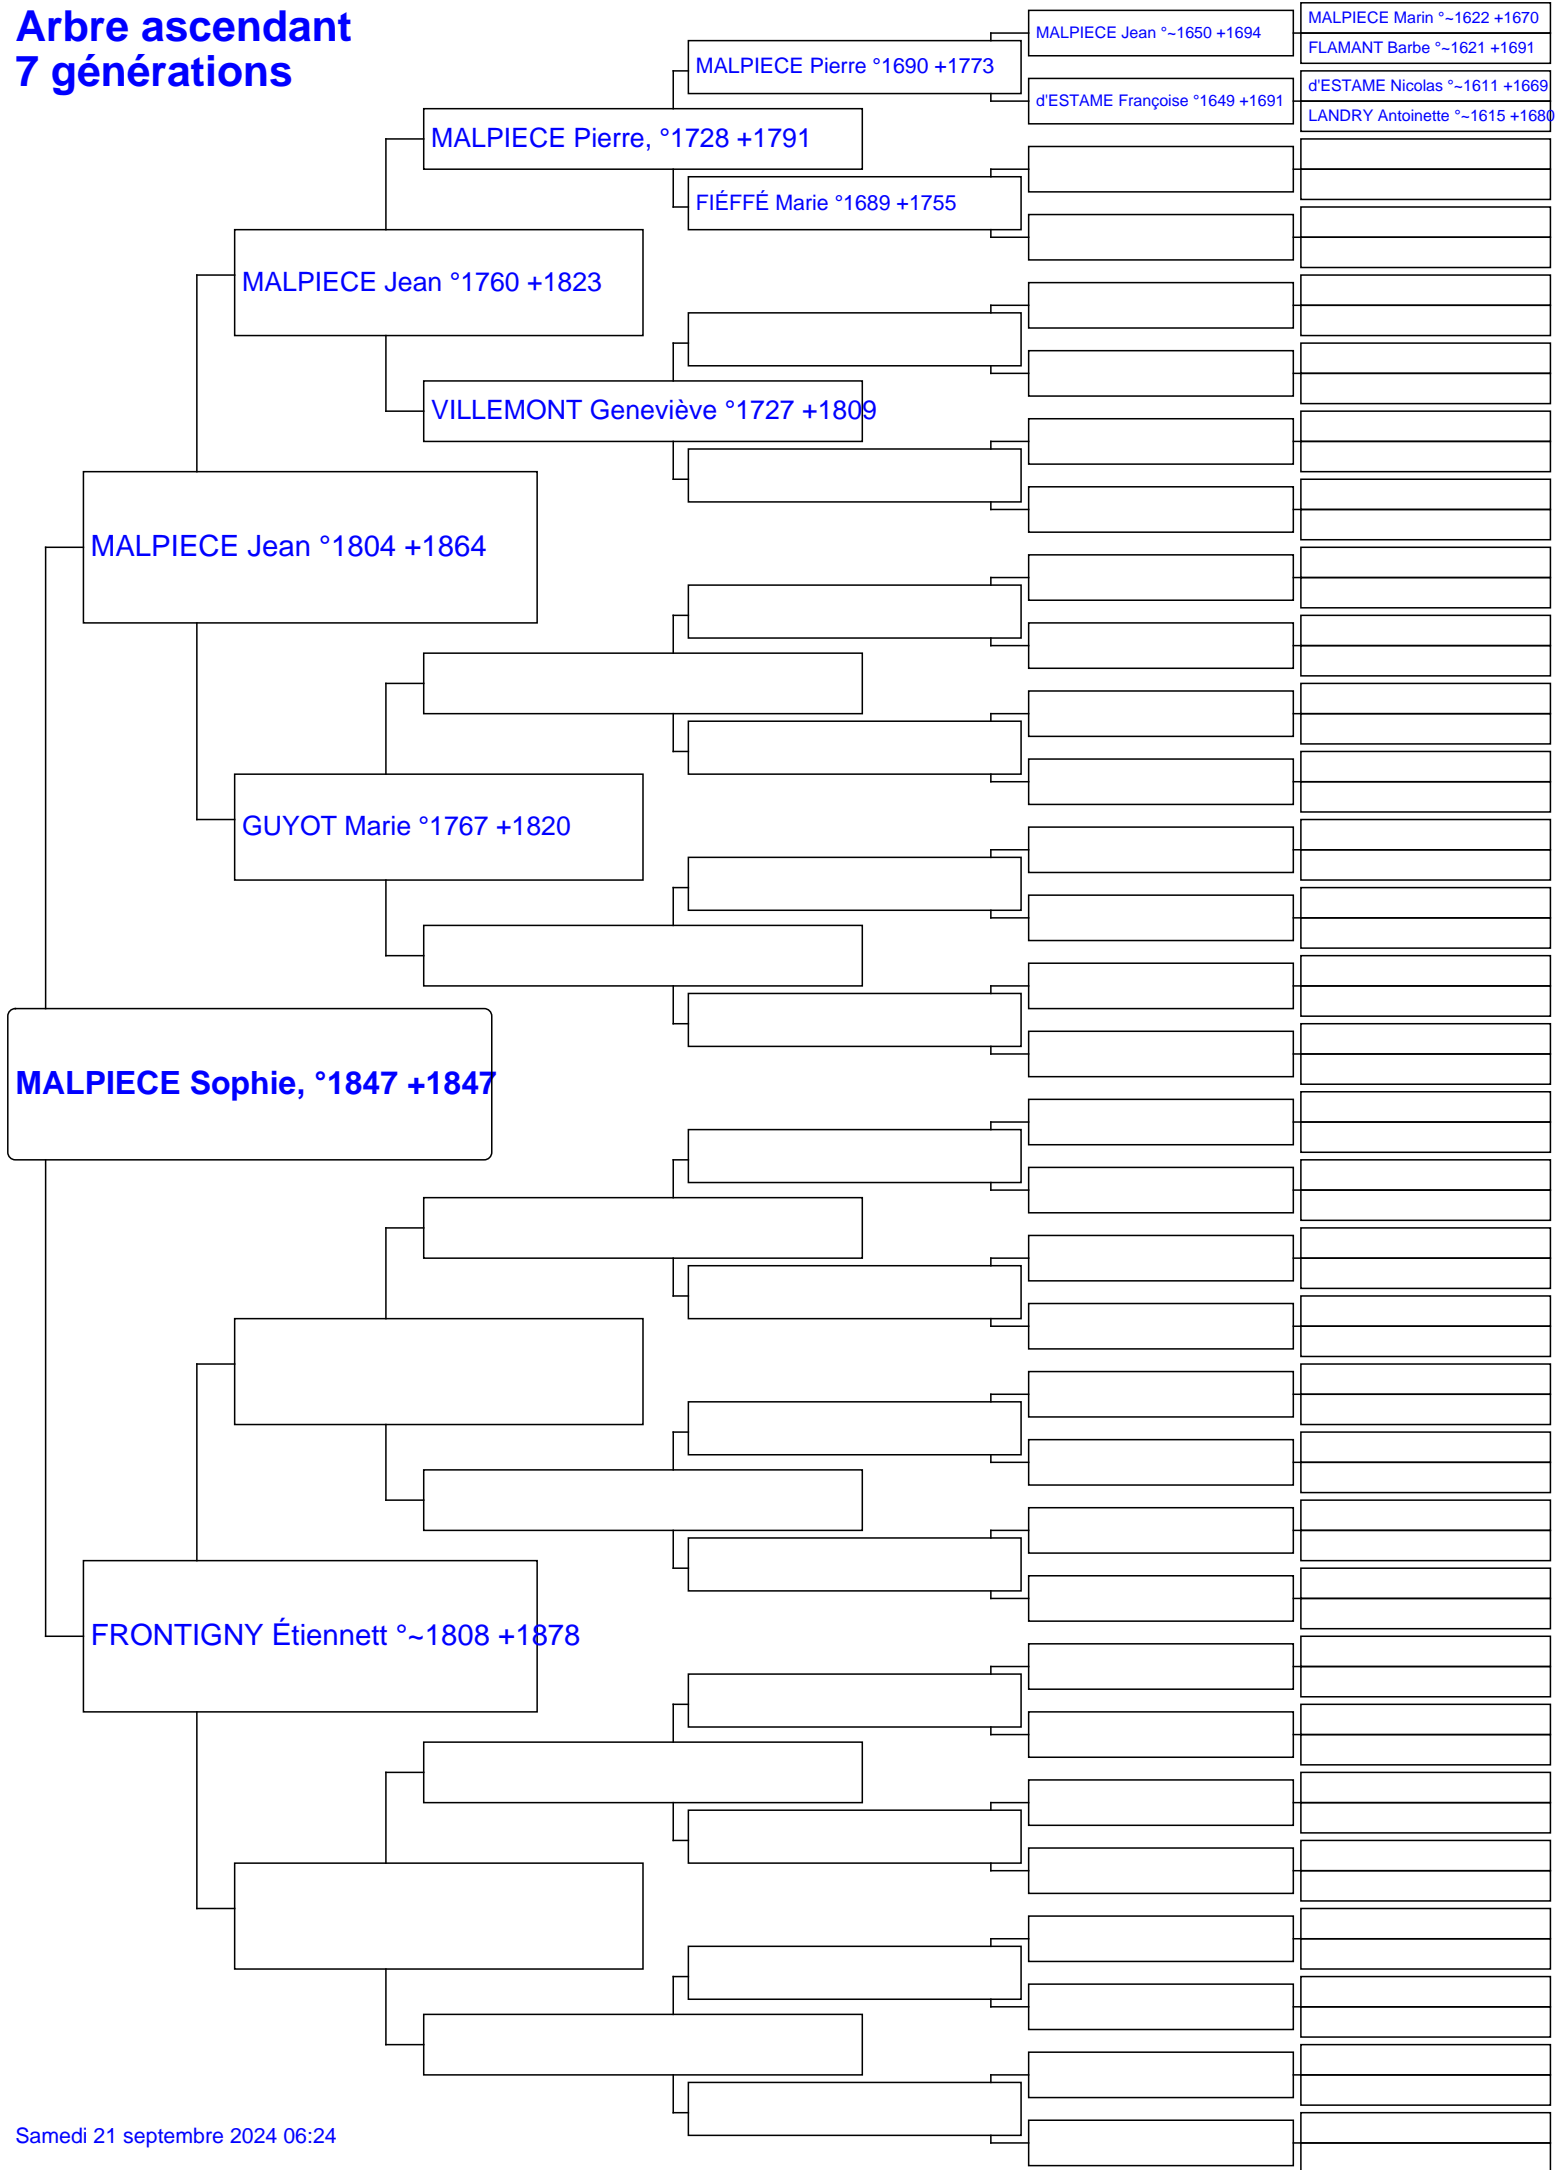 Arbre ascendant
7 générations
MALPIECE Jean °~1650 +1694
MALPIECE Marin °~1622 +1670
FLAMANT Barbe °~1621 +1691
MALPIECE Pierre °1690 +1773
d'ESTAME Françoise °1649 +1691
d'ESTAME Nicolas °~1611 +1669
LANDRY Antoinette °~1615 +1680
MALPIECE Pierre, °1728 +1791
FIÉFFÉ Marie °1689 +1755
MALPIECE Jean °1760 +1823
VILLEMONT Geneviève °1727 +1809
MALPIECE Jean °1804 +1864
GUYOT Marie °1767 +1820
MALPIECE Sophie, °1847 +1847
FRONTIGNY Étiennett °~1808 +1878
Samedi 21 septembre 2024 06:24